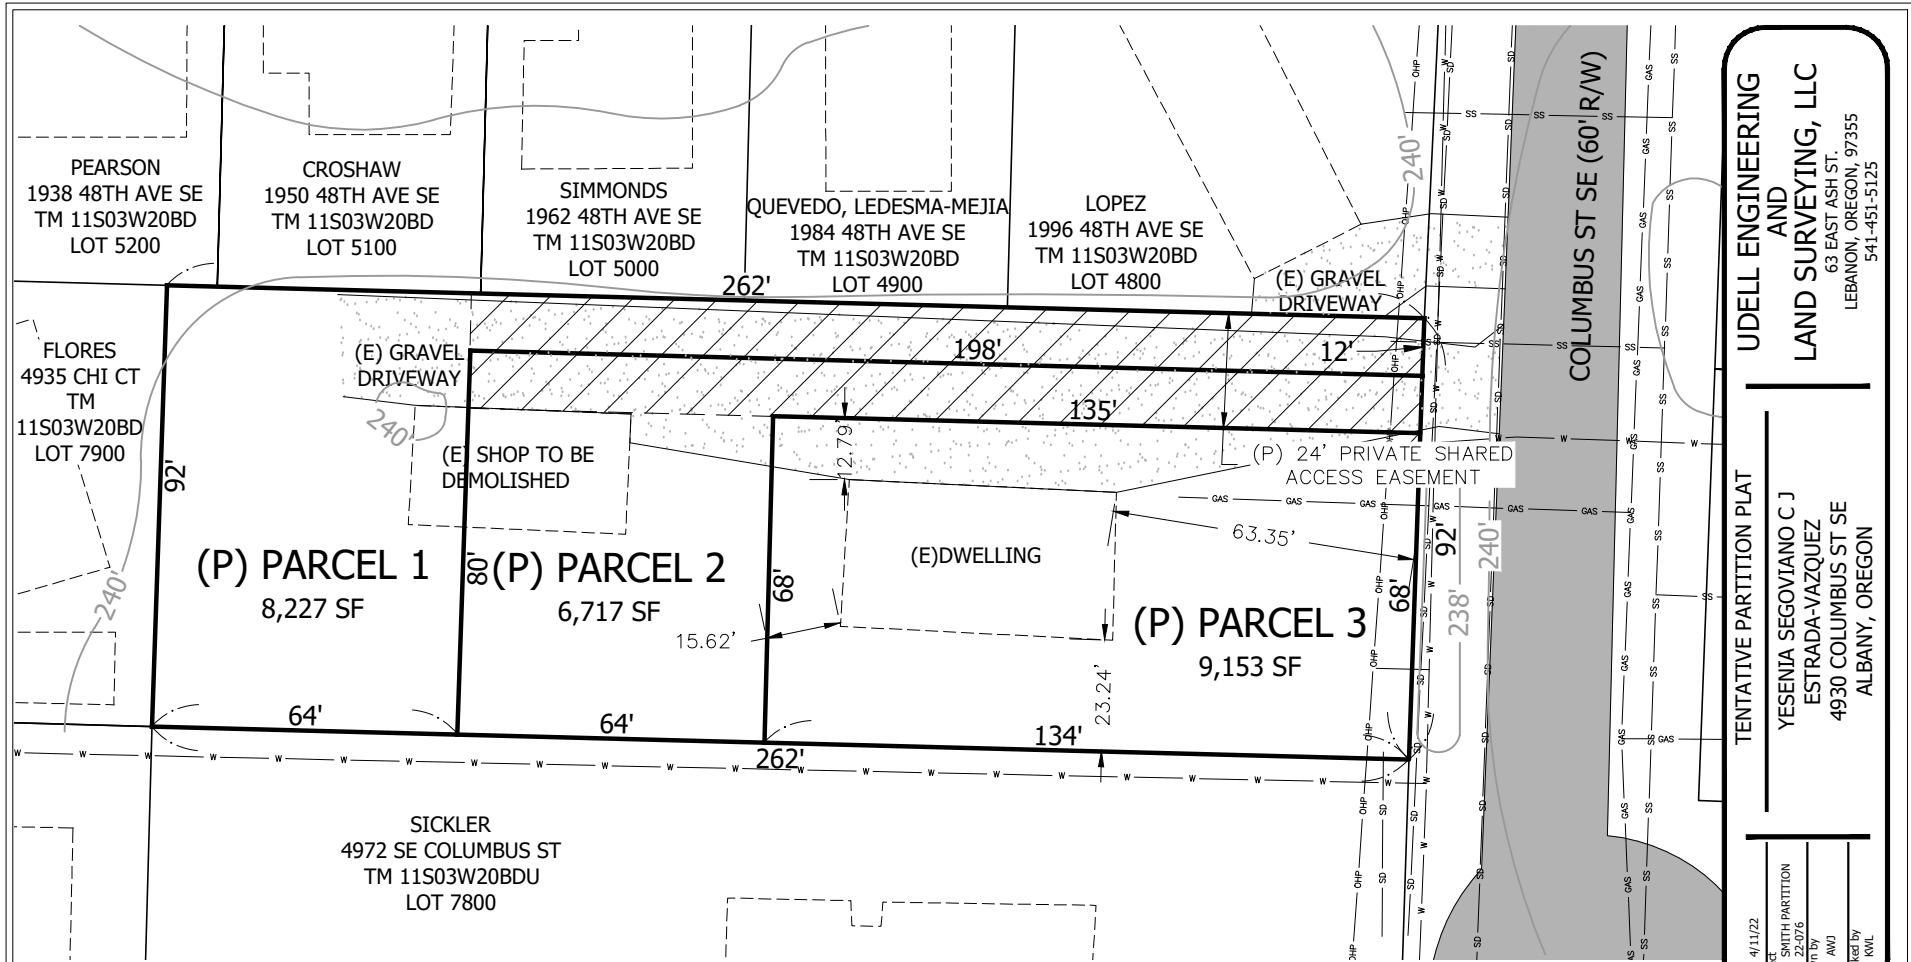 PEARSON
1938 48TH AVE SE
TM 11S03W20BD
LOT 5200
CROSHAW
1950 48TH AVE SE
TM 11S03W20BD
LOT 5100
SIMMONDS
1962 48TH AVE SE
TM 11S03W20BD
LOT 5000
QUEVEDO, LEDESMA-MEJIA
1984 48TH AVE SE
TM 11S03W20BD
LOT 4900
LOPEZ
1996 48TH AVE SE
TM 11S03W20BD
LOT 4800
240'
COLUMBUS ST SE (60' R/W)
262'
(E) GRAVEL
DRIVEWAY
FLORES
4935 CHI CT
TM
11S03W20BD
LOT 7900
(E) GRAVEL
DRIVEWAY
198'
12'
240'
135'
12.79'
(E) SHOP TO BE
DEMOLISHED
(P) 24' PRIVATE SHARED
ACCESS EASEMENT
92'
63.35'
92'
240'
(E)DWELLING
(P) PARCEL 1
8,227 SF
80'
(P) PARCEL 2
6,717 SF
68'
15.62'
(P) PARCEL 3
9,153 SF
68'
238'
240'
23.24'
64'
64'
134'
262'
SICKLER
4972 SE COLUMBUS ST
TM 11S03W20BDU
LOT 7800
OHP
W
SD
SS
GAS
UDELL ENGINEERING
AND
LAND SURVEYING, LLC
63 EAST ASH ST.
LEBANON, OREGON, 97355
541-451-5125
TENTATIVE PARTITION PLAT
YESENIA SEGOVIANO C J
ESTRADA-VAZQUEZ
4930 COLUMBUS ST SE
ALBANY, OREGON
4/11/22
SMITH PARTITION
22-076
AWJ
KWL